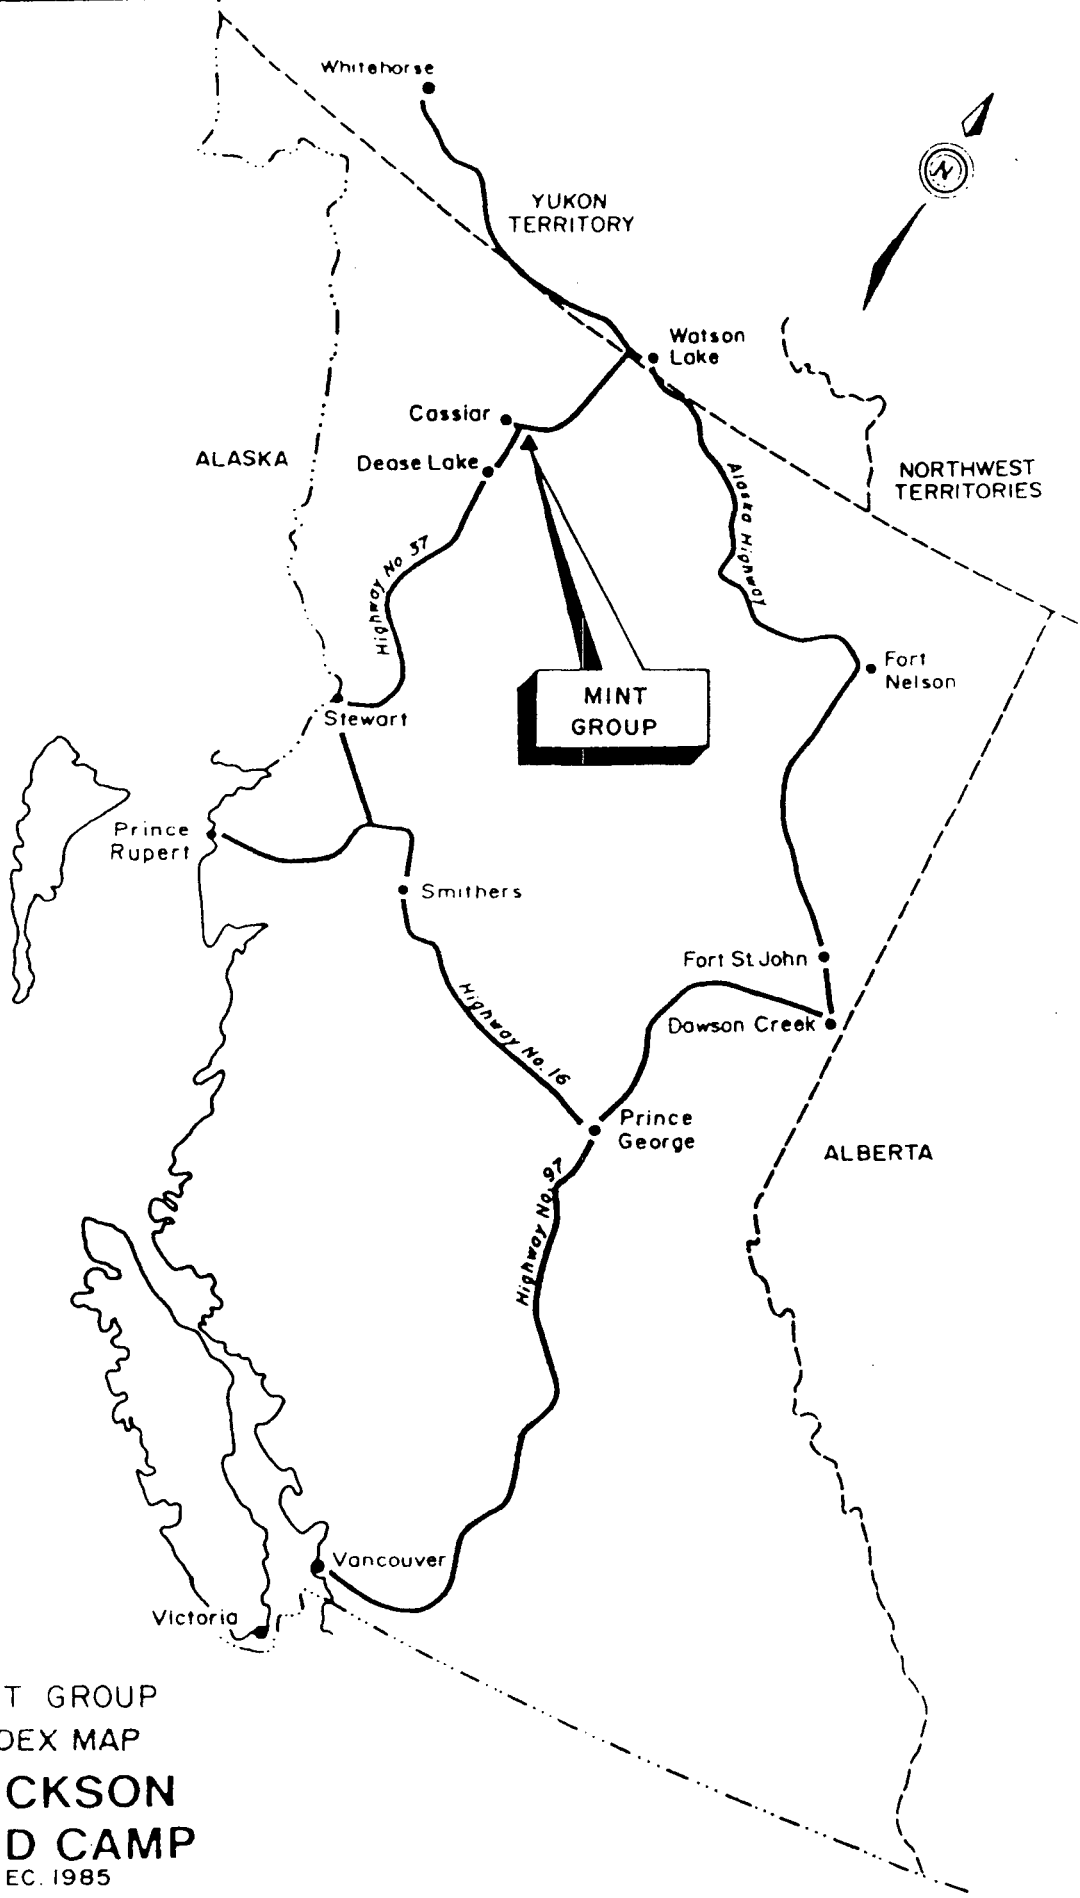 Whitehorse
N
YUKON
TERRITORY
Watson
Lake
Cassiar
ALASKA
Dease Lake
NORTHWEST
TERRITORIES
Alaska Highway
Highway No 37
Fort
Nelson
MINT
GROUP
Stewart
Prince
Rupert
Smithers
Fort St. John
Highway No. 16
Dawson Creek
Prince
George
ALBERTA
Highway No. 97
Vancouver
Victoria
T GROUP
DEX MAP
CKSON
D CAMP
EC. 1985